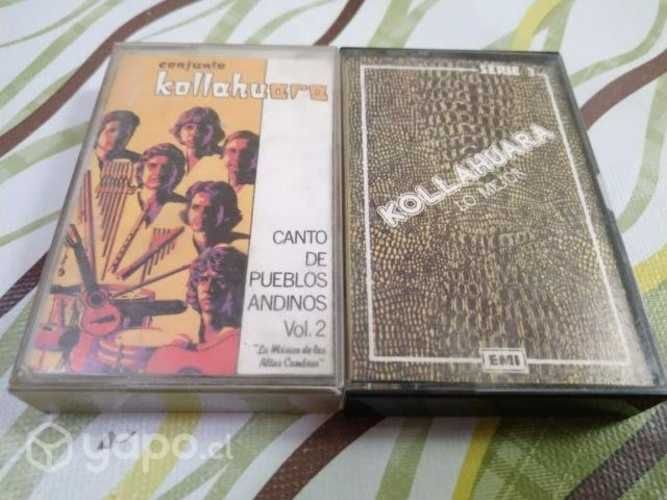 conjunto
kollahuara
CANTO
DE
PUEBLOS
ANDINOS
Vol. 2
"La Música de las
Altas Cumbres"
SERIE
KOLLAHUARA
LO MEJOR
EMI
yapo.cl